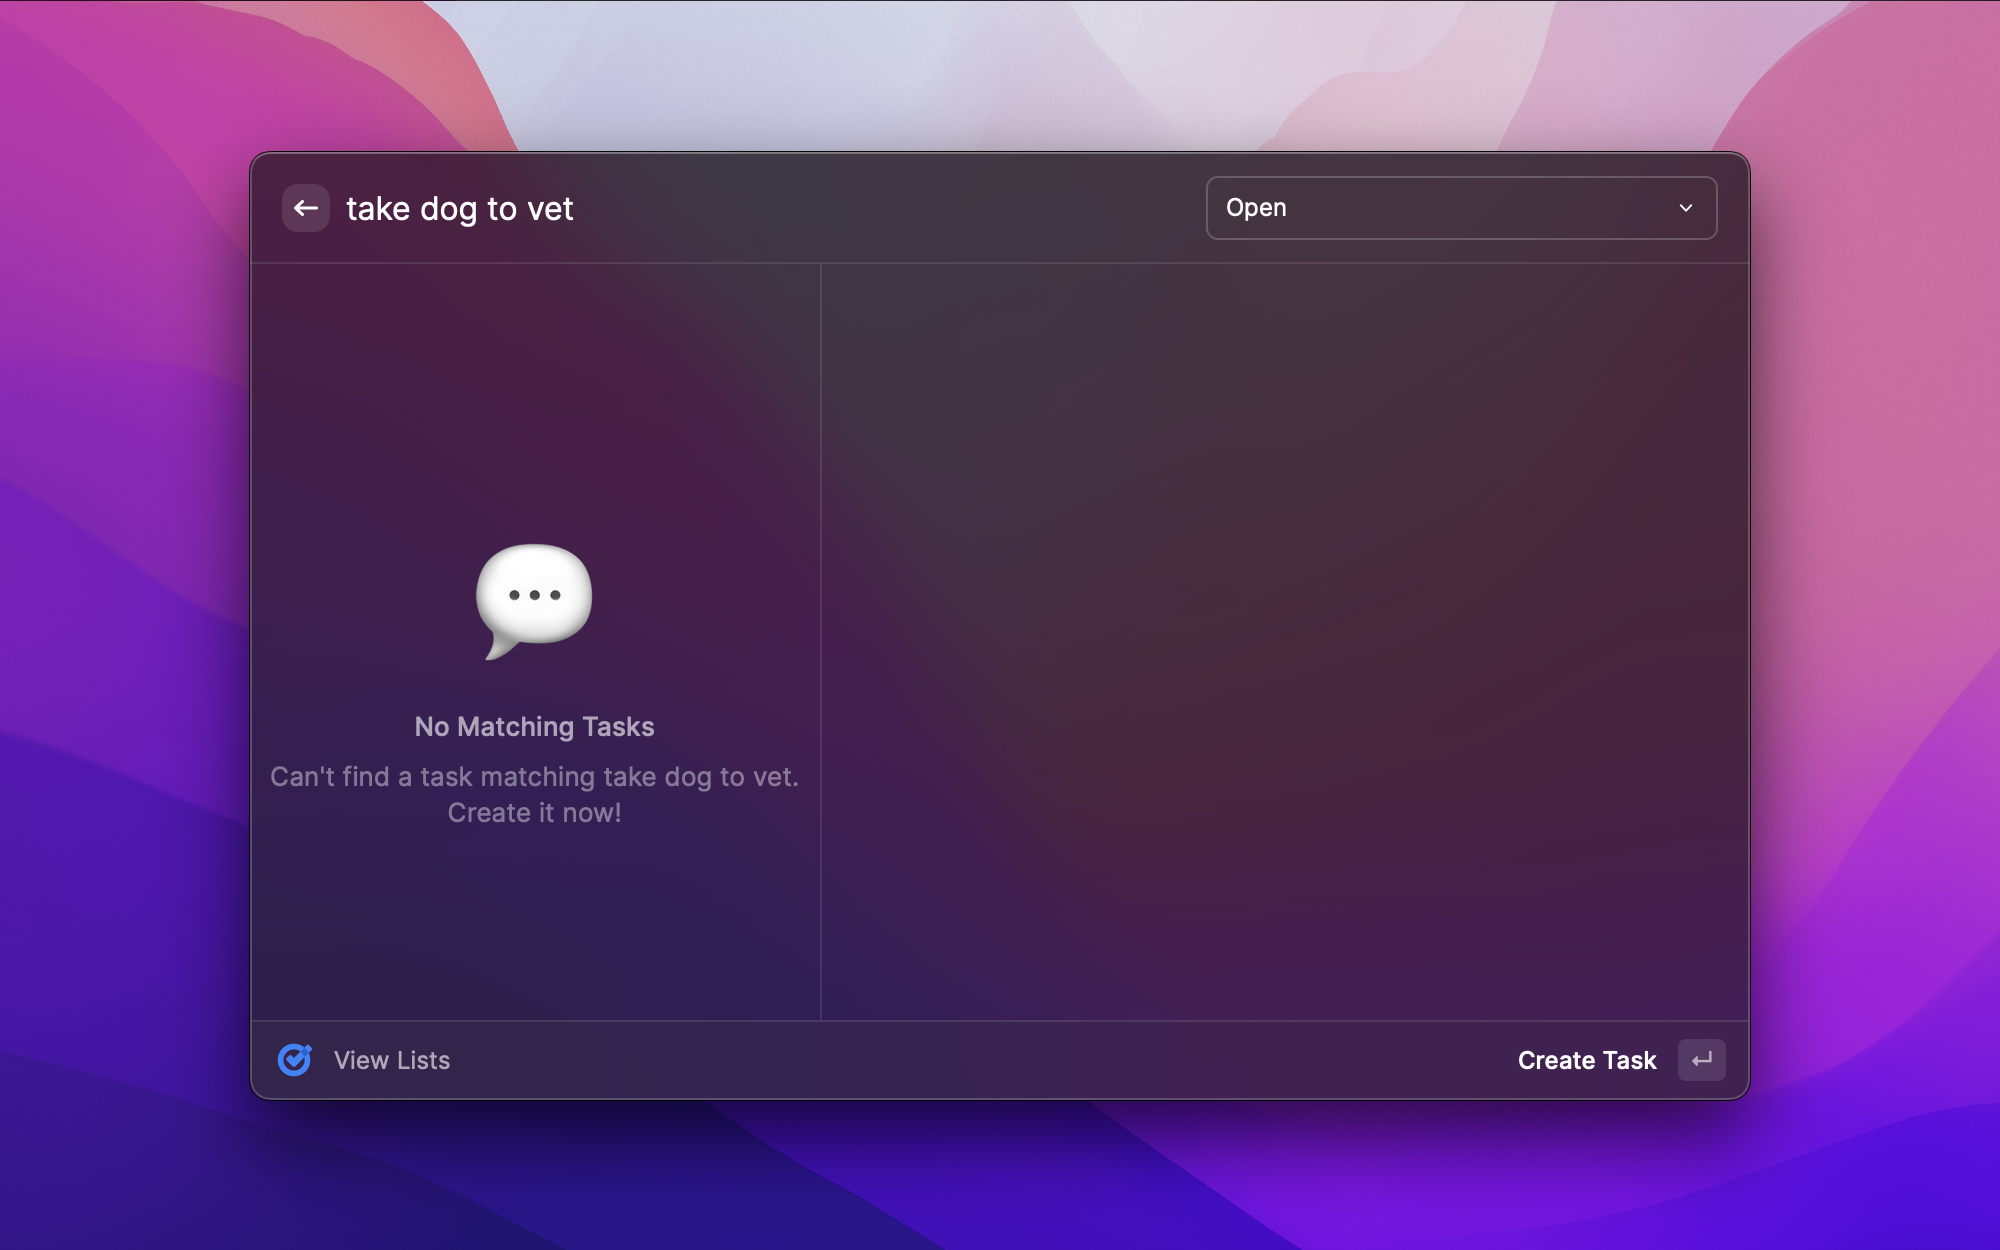 take dog to vet
Open
No Matching Tasks
Can't find a task matching take dog to vet.
Create it now!
View Lists
Create Task